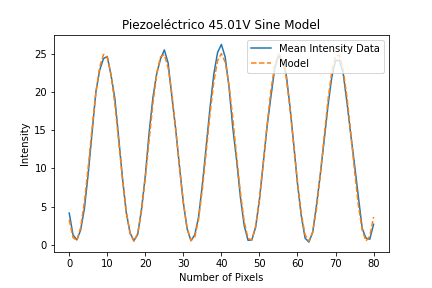 Piezoeléctrico 45.01V Sine Model
Mean Intensity Data
Model
Intensity
25
20
15
10
5
0
0 10 20 30 40 50 60 70 80
Number of Pixels